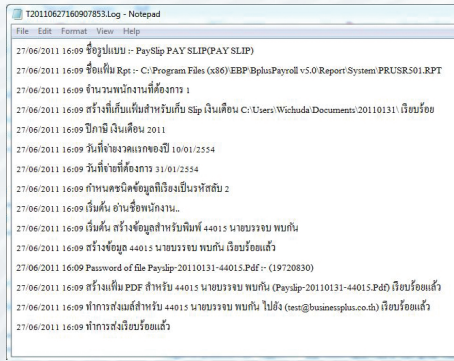 T20110627160907853.Log - Notepad
File Edit Format View Help
27/06/2011 16:09 ชื่อรูปแบบ :- PaySlip PAY SLIP(PAY SLIP)
27/06/2011 16:09 ชื่อแฟ้ม Rpt :- C:\Program Files (x86)\EBP\BplusPayroll v5.0\Report\System\PRUSR501.RPT
27/06/2011 16:09 จำนวนพนักงานที่ต้องการ 1
27/06/2011 16:09 สร้างที่เก็บแฟ้มสำหรับเก็บ Slip เงินเดือน C:\Users\Wichuda\Documents\20110131\ เรียบร้อย
27/06/2011 16:09 ปีภาษี เงินเดือน 2011
27/06/2011 16:09 วันที่จ่ายงวดแรกของปี 10/01/2554
27/06/2011 16:09 วันที่จ่ายที่ต้องการ 31/01/2554
27/06/2011 16:09 กำหนดชนิดข้อมูลที่เรียงเป็นรหัสลับ 2
27/06/2011 16:09 เริ่มต้น อ่านชื่อพนักงาน..
27/06/2011 16:09 เริ่มต้น สร้างข้อมูลสำหรับพิมพ์ 44015 นายบรรจบ พบกัน
27/06/2011 16:09 สร้างข้อมูล 44015 นายบรรจบ พบกัน เรียบร้อยแล้ว
27/06/2011 16:09 Password of file Payslip-20110131-44015.Pdf :- (19720830)
27/06/2011 16:09 สร้างแฟ้ม PDF สำหรับ 44015 นายบรรจบ พบกัน (Payslip-20110131-44015.Pdf) เรียบร้อยแล้ว
27/06/2011 16:09 ทำการส่งเมล์สำหรับ 44015 นายบรรจบ พบกัน ไปยัง (test@businessplus.co.th) เรียบร้อยแล้ว
27/06/2011 16:09 ทำการส่งเรียบร้อยแล้ว